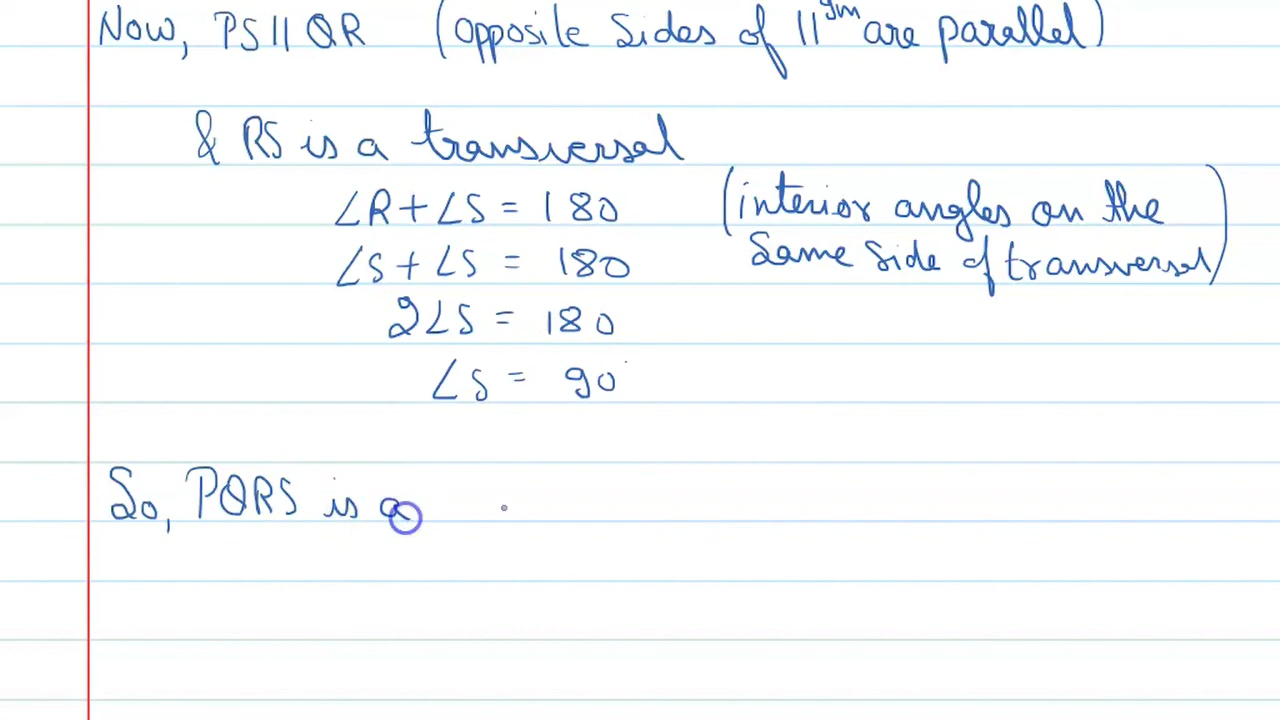 Now, PS || QR (opposite sides of ||gm are parallel)
& RS is a transversal
∠R + ∠S = 180 (interior angles on the
∠S + ∠S = 180 same side of transversal)
2∠S = 180
∠S = 90
So, PQRS is a